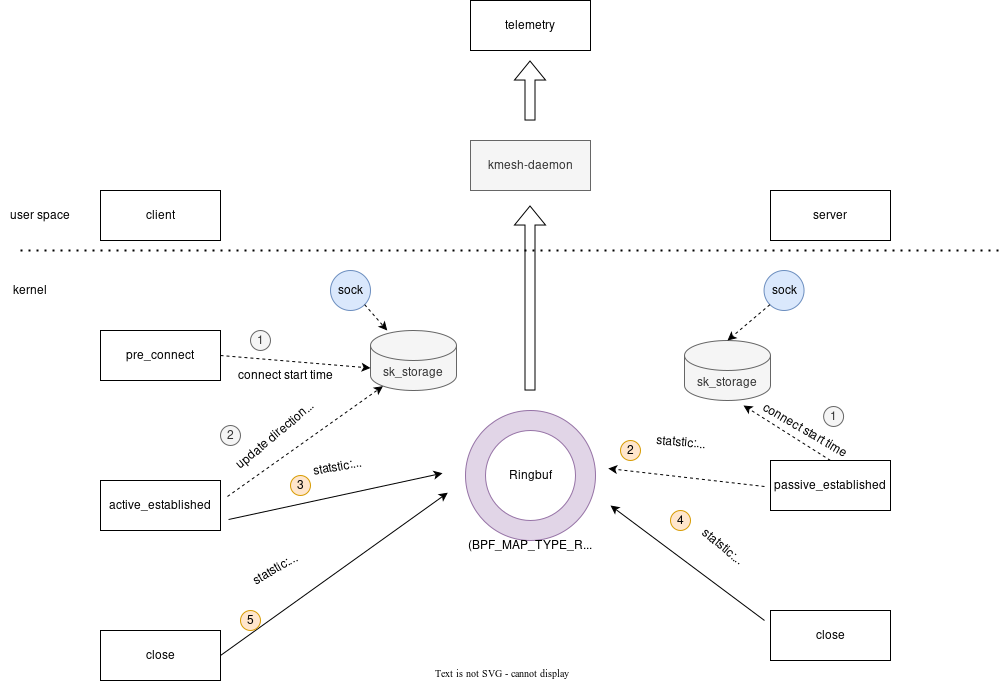 telemetry
kmesh-daemon
user space
client
server
kernel
sock
sock
pre_connect
1
connect start time
sk_storage
sk_storage
1
connect start time
2
update direction...
2
statstic:...
3
statstic:...
Ringbuf
active_established
passive_established
(BPF_MAP_TYPE_R...
4
statstic:...
statstic:...
5
close
close
Text is not SVG - cannot display